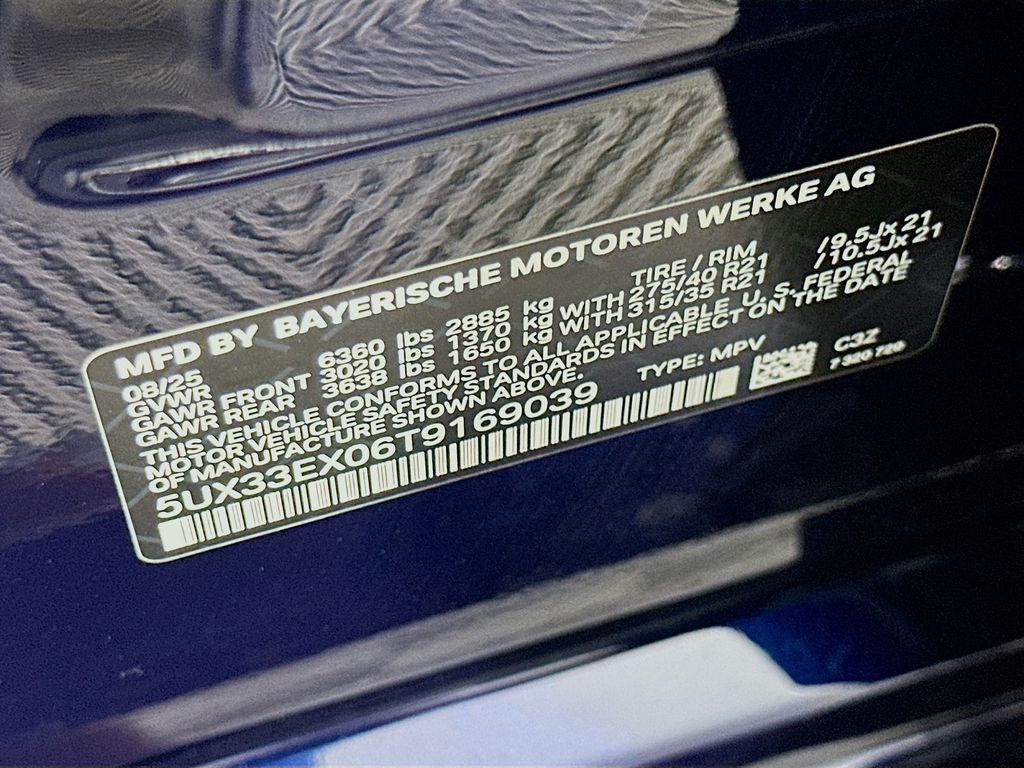 MFD BY BAYERISCHE MOTOREN WERKE AG
08/25 TIRE / RIM
GVWR 6360 lbs 2885 kg
GAWR FRONT 3020 lbs 1370 kg WITH 275/40 R21 /9.5Jx 21
GAWR REAR 3638 lbs 1650 kg WITH 315/35 R21 /10.5Jx 21
THIS VEHICLE CONFORMS TO ALL APPLICABLE U. S. FEDERAL
MOTOR VEHICLE SAFETY STANDARDS IN EFFECT ON THE DATE
OF MANUFACTURE SHOWN ABOVE.
5UX33EX06T9169039 TYPE: MPV C3Z
7 320 726